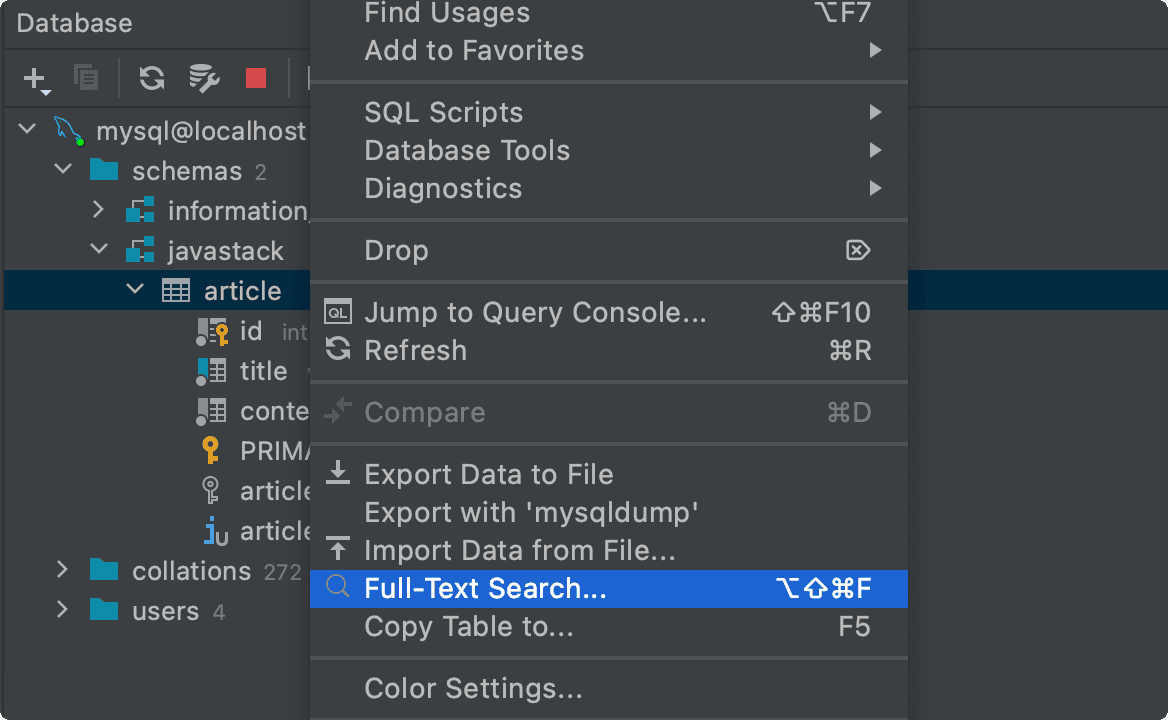 Database
mysql@localhost
schemas 2
information_
javastack
article
id int
title
conte
PRIMA
article
article
collations 272
users 4
Find Usages ⌥F7
Add to Favorites
SQL Scripts
Database Tools
Diagnostics
Drop
QL Jump to Query Console... ⇧⌘F10
Refresh ⌘R
Compare ⌘D
Export Data to File
Export with 'mysqldump'
Import Data from File...
Full-Text Search... ⌥⇧⌘F
Copy Table to... F5
Color Settings...